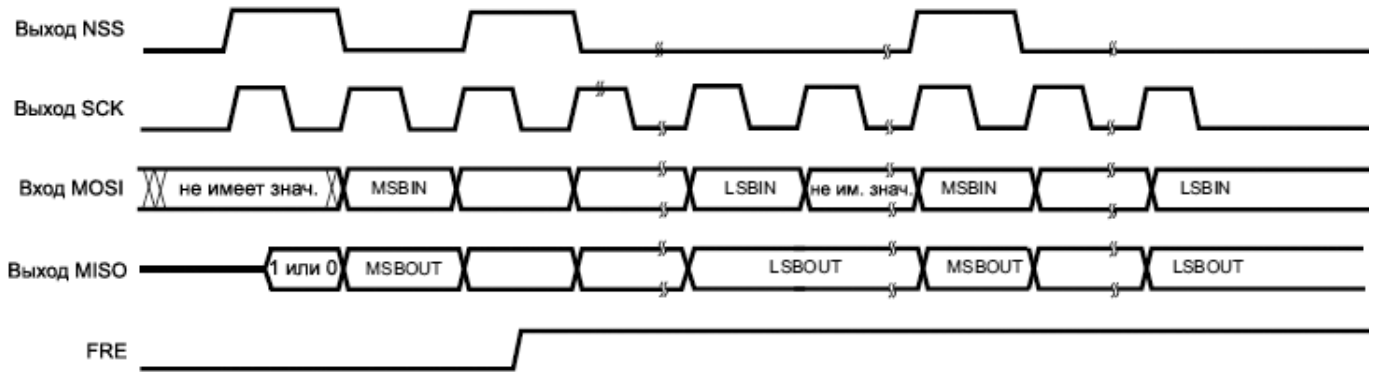 Выход NSS
Выход SCK
Вход MOSI
не имеет знач.
MSBIN
LSBIN
не им. знач.
MSBIN
LSBIN
Выход MISO
1 или 0
MSBOUT
LSBOUT
MSBOUT
LSBOUT
FRE